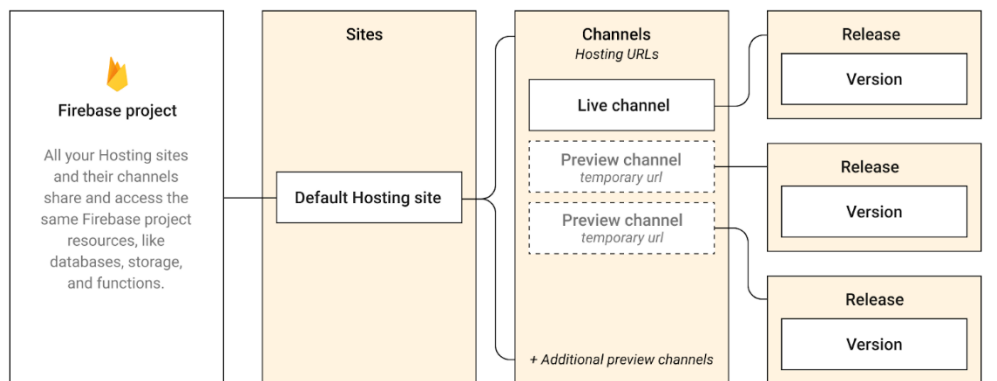 Firebase project
All your Hosting sites
and their channels
share and access the
same Firebase project
resources, like
databases, storage,
and functions.
Sites
Default Hosting site
Channels
Hosting URLs
Live channel
Preview channel
temporary url
Preview channel
temporary url
+ Additional preview channels
Release
Version
Release
Version
Release
Version